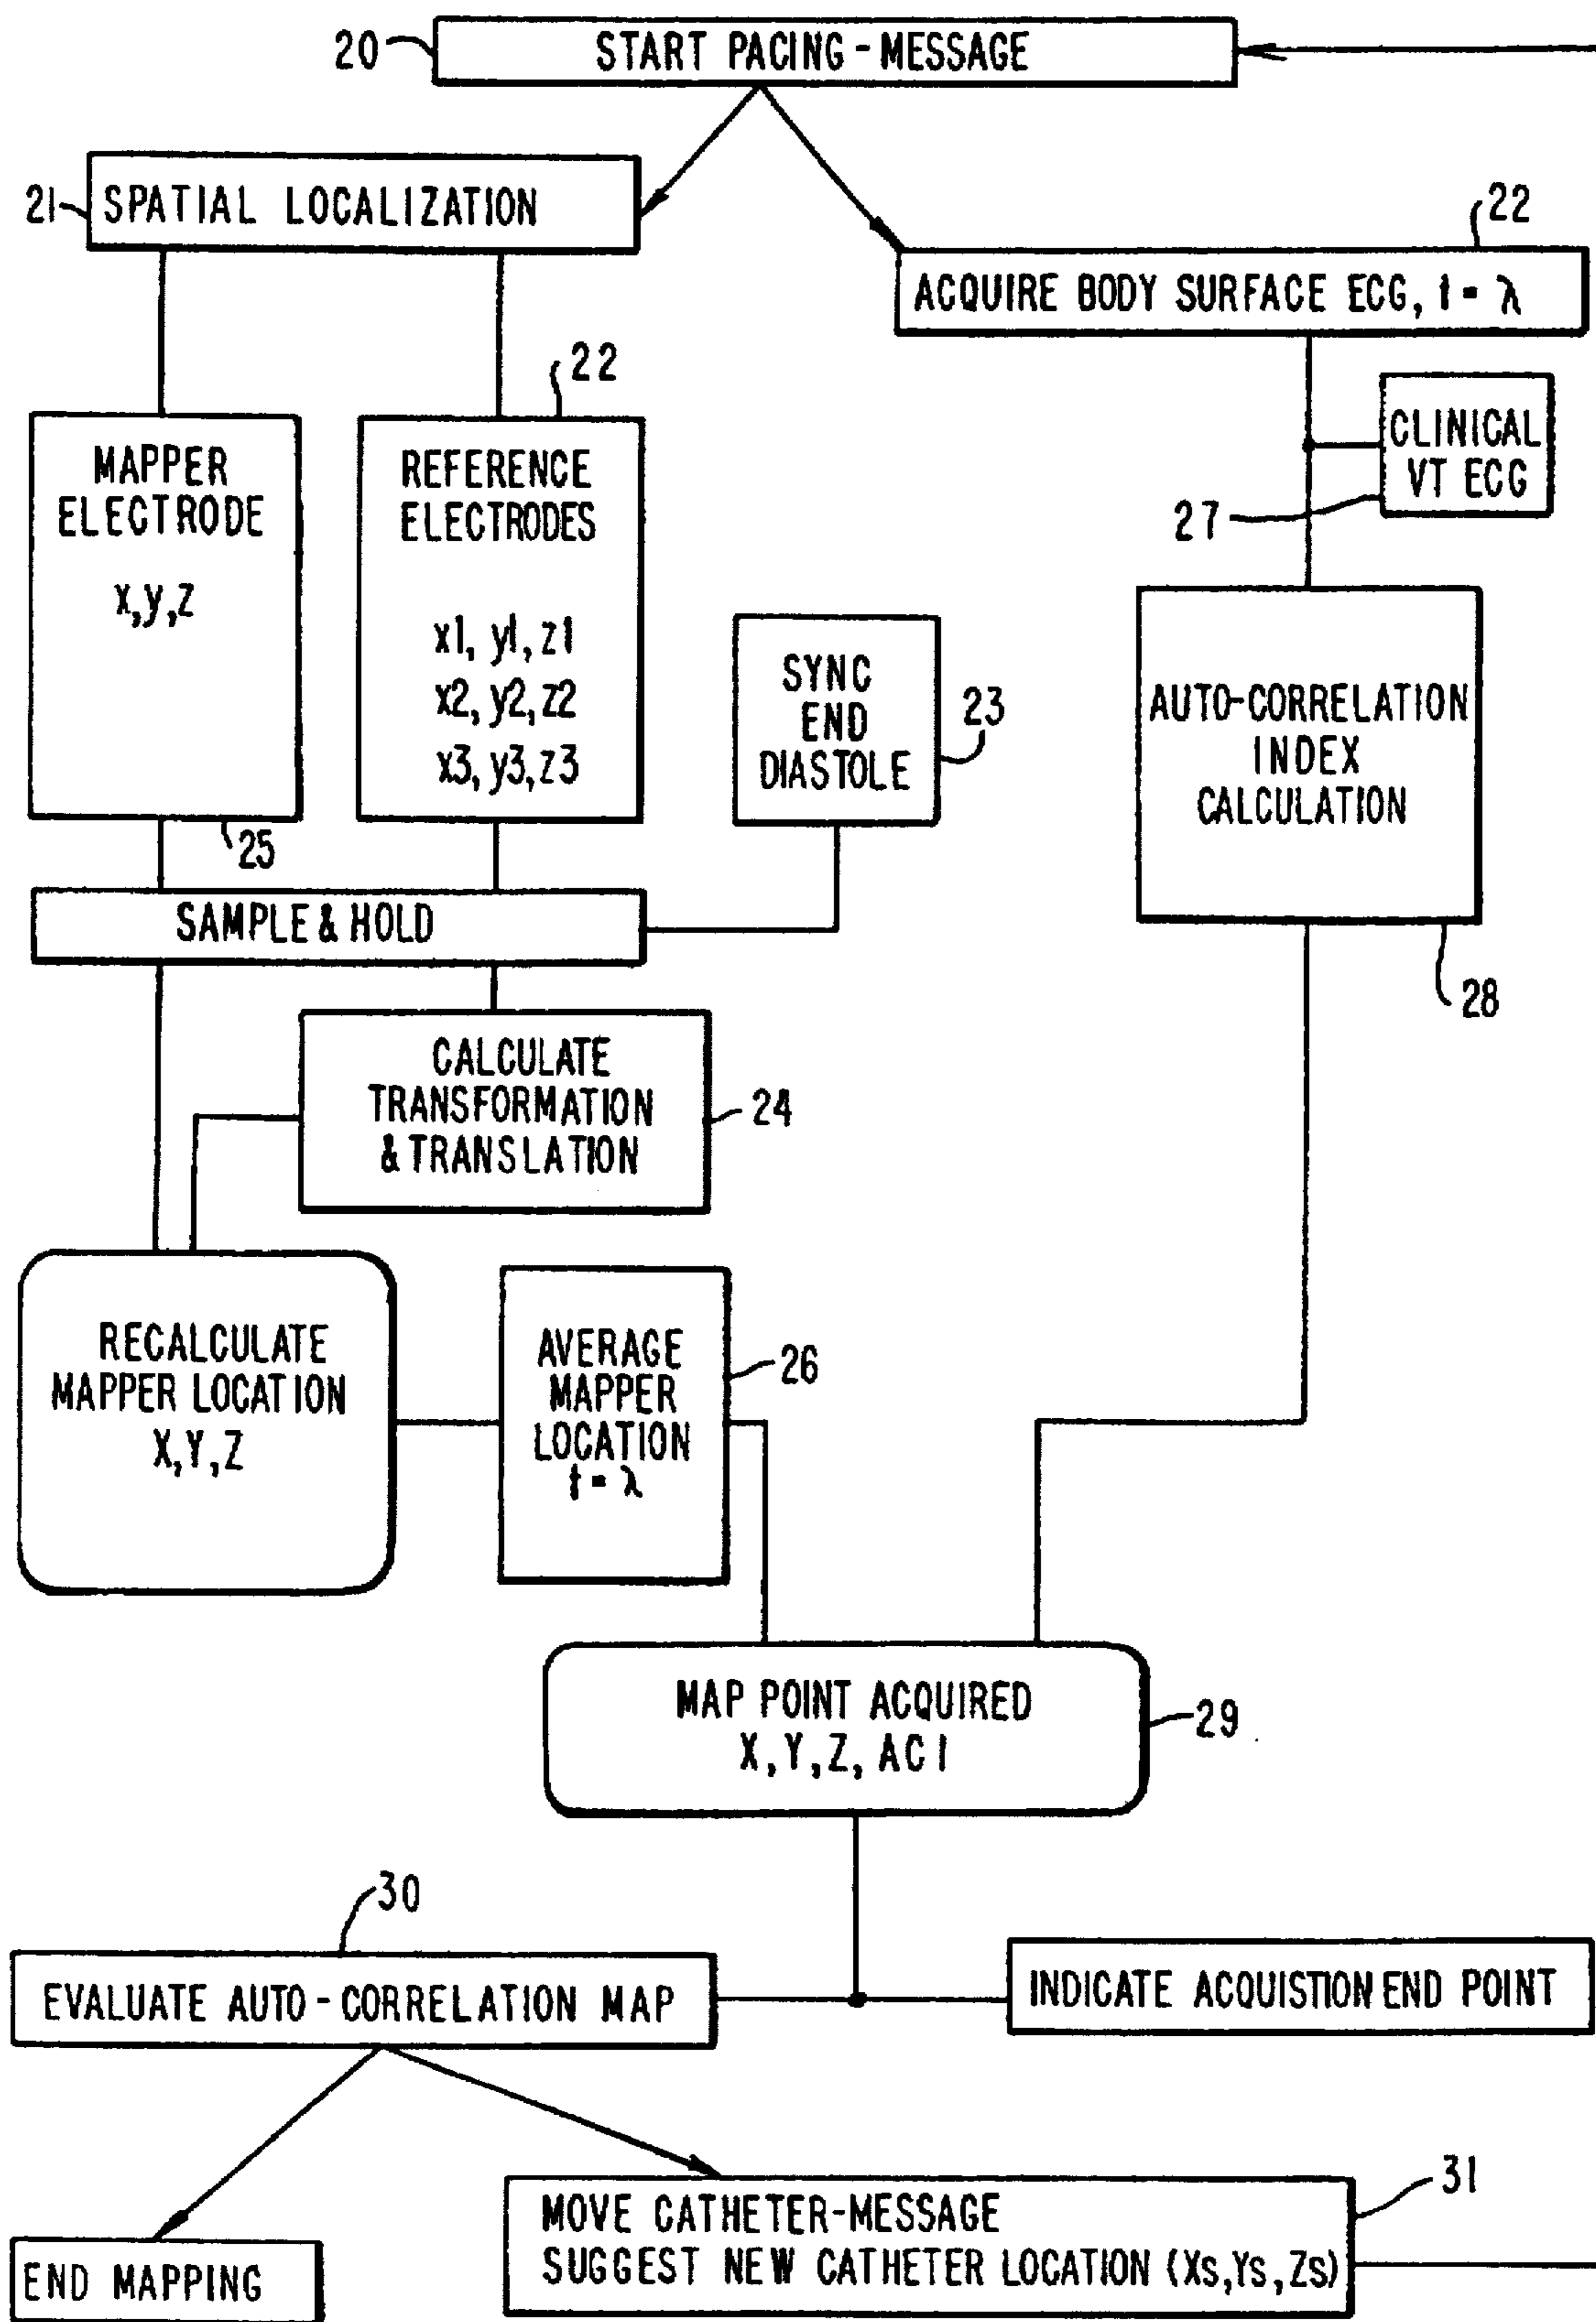 20
START PACING - MESSAGE
21
SPATIAL LOCALIZATION
22
ACQUIRE BODY SURFACE ECG, t = λ
22
CLINICAL
VT ECG
27
MAPPER
ELECTRODE
x,y,z
25
REFERENCE
ELECTRODES
x1, y1, z1
x2, y2, z2
x3, y3, z3
SYNC
END
DIASTOLE
23
AUTO-CORRELATION
INDEX
CALCULATION
28
SAMPLE & HOLD
CALCULATE
TRANSFORMATION
& TRANSLATION
24
RECALCULATE
MAPPER LOCATION
X,Y,Z
AVERAGE
MAPPER
LOCATION
t = λ
26
MAP POINT ACQUIRED
X,Y,Z, ACI
29
30
EVALUATE AUTO - CORRELATION MAP
INDICATE ACQUISTION END POINT
END MAPPING
MOVE CATHETER-MESSAGE
SUGGEST NEW CATHETER LOCATION (Xs,Ys,Zs)
31